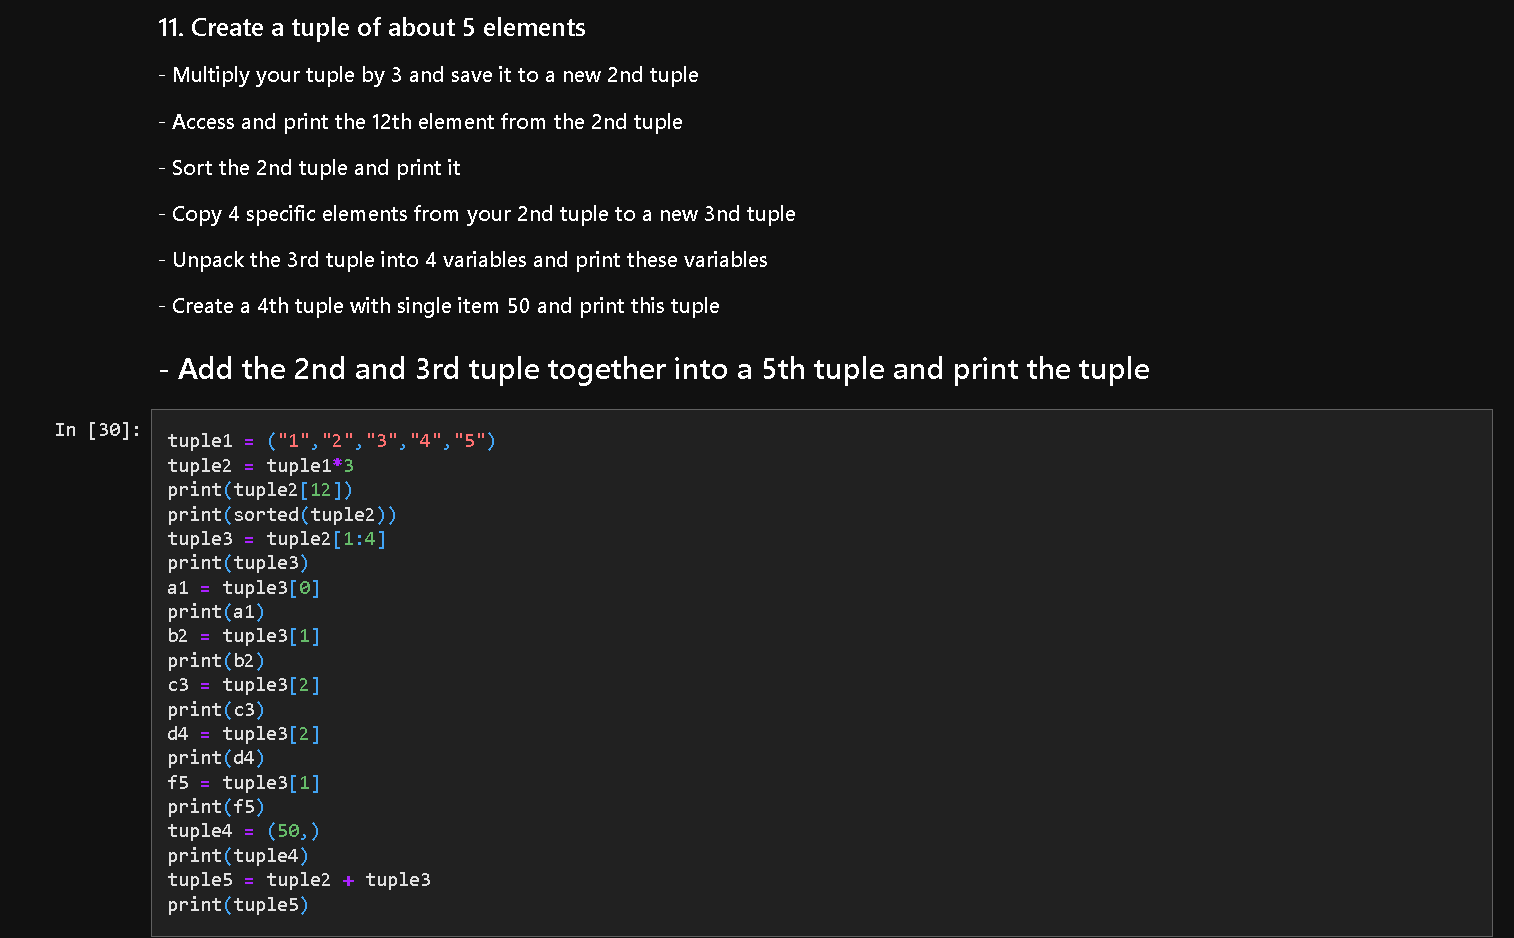 11. Create a tuple of about 5 elements
- Multiply your tuple by 3 and save it to a new 2nd tuple
- Access and print the 12th element from the 2nd tuple
- Sort the 2nd tuple and print it
- Copy 4 specific elements from your 2nd tuple to a new 3nd tuple
- Unpack the 3rd tuple into 4 variables and print these variables
- Create a 4th tuple with single item 50 and print this tuple
- Add the 2nd and 3rd tuple together into a 5th tuple and print the tuple
In [30]:
tuple1 = ("1","2","3","4","5")
tuple2 = tuple1*3
print(tuple2[12])
print(sorted(tuple2))
tuple3 = tuple2[1:4]
print(tuple3)
a1 = tuple3[0]
print(a1)
b2 = tuple3[1]
print(b2)
c3 = tuple3[2]
print(c3)
d4 = tuple3[2]
print(d4)
f5 = tuple3[1]
print(f5)
tuple4 = (50,)
print(tuple4)
tuple5 = tuple2 + tuple3
print(tuple5)